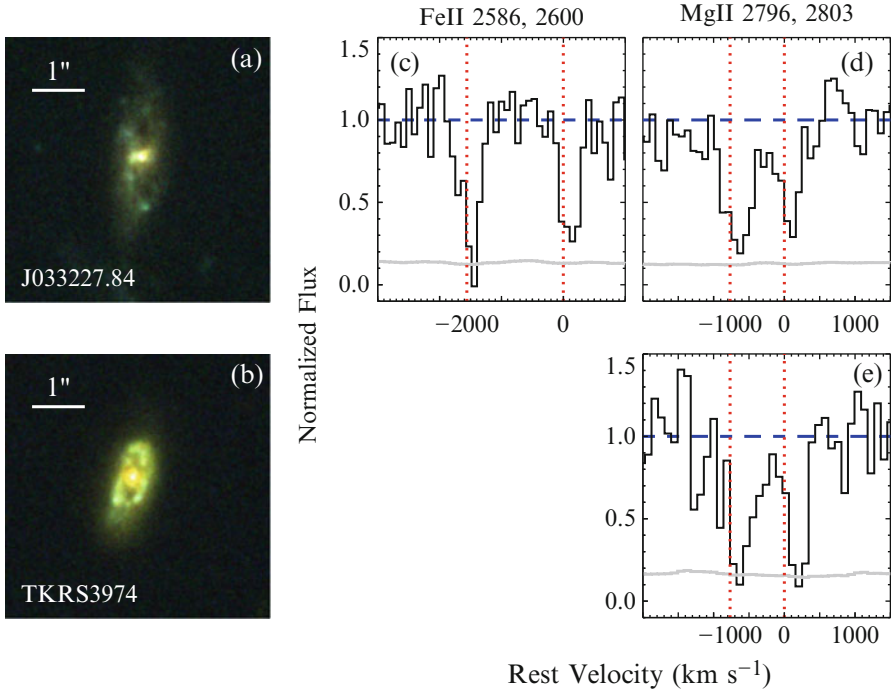 FeII 2586, 2600
MgII 2796, 2803
(a)
1"
J033227.84
(b)
1"
TKRS3974
Normalized Flux
1.5
1.0
0.5
0.0
(c)
−2000
0
(d)
−1000
0
1000
1.5
1.0
0.5
0.0
(e)
−1000
0
1000
Rest Velocity (km s⁻¹)